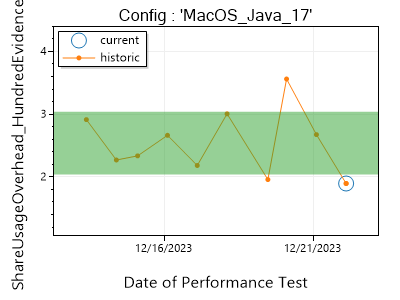 Config : 'MacOS_Java_17'
ShareUsageOverhead_HundredEvidence
4
3
2
current
historic
12/16/2023
12/21/2023
Date of Performance Test